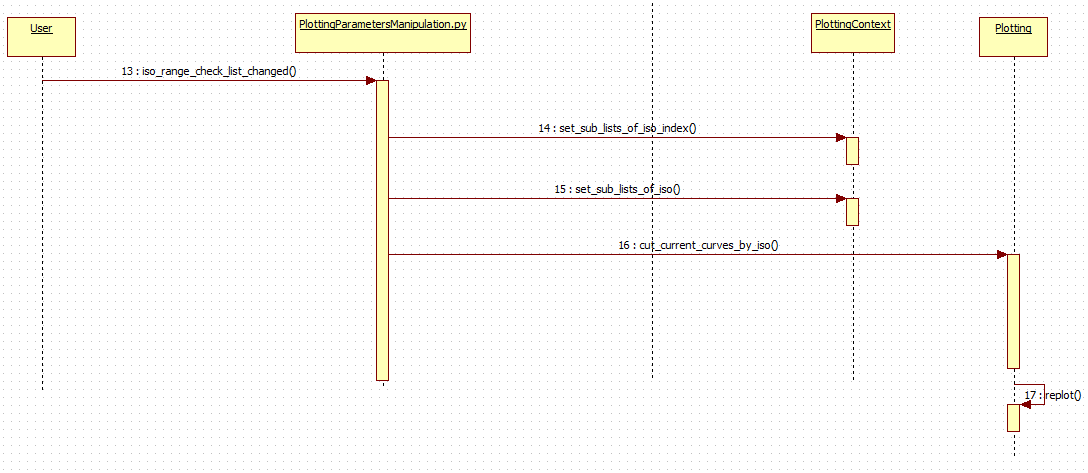 User
PlottingParametersManipulation.py
PlottingContext
Plotting
13 : iso_range_check_list_changed()
14 : set_sub_lists_of_iso_index()
15 : set_sub_lists_of_iso()
16 : cut_current_curves_by_iso()
17 : replot()